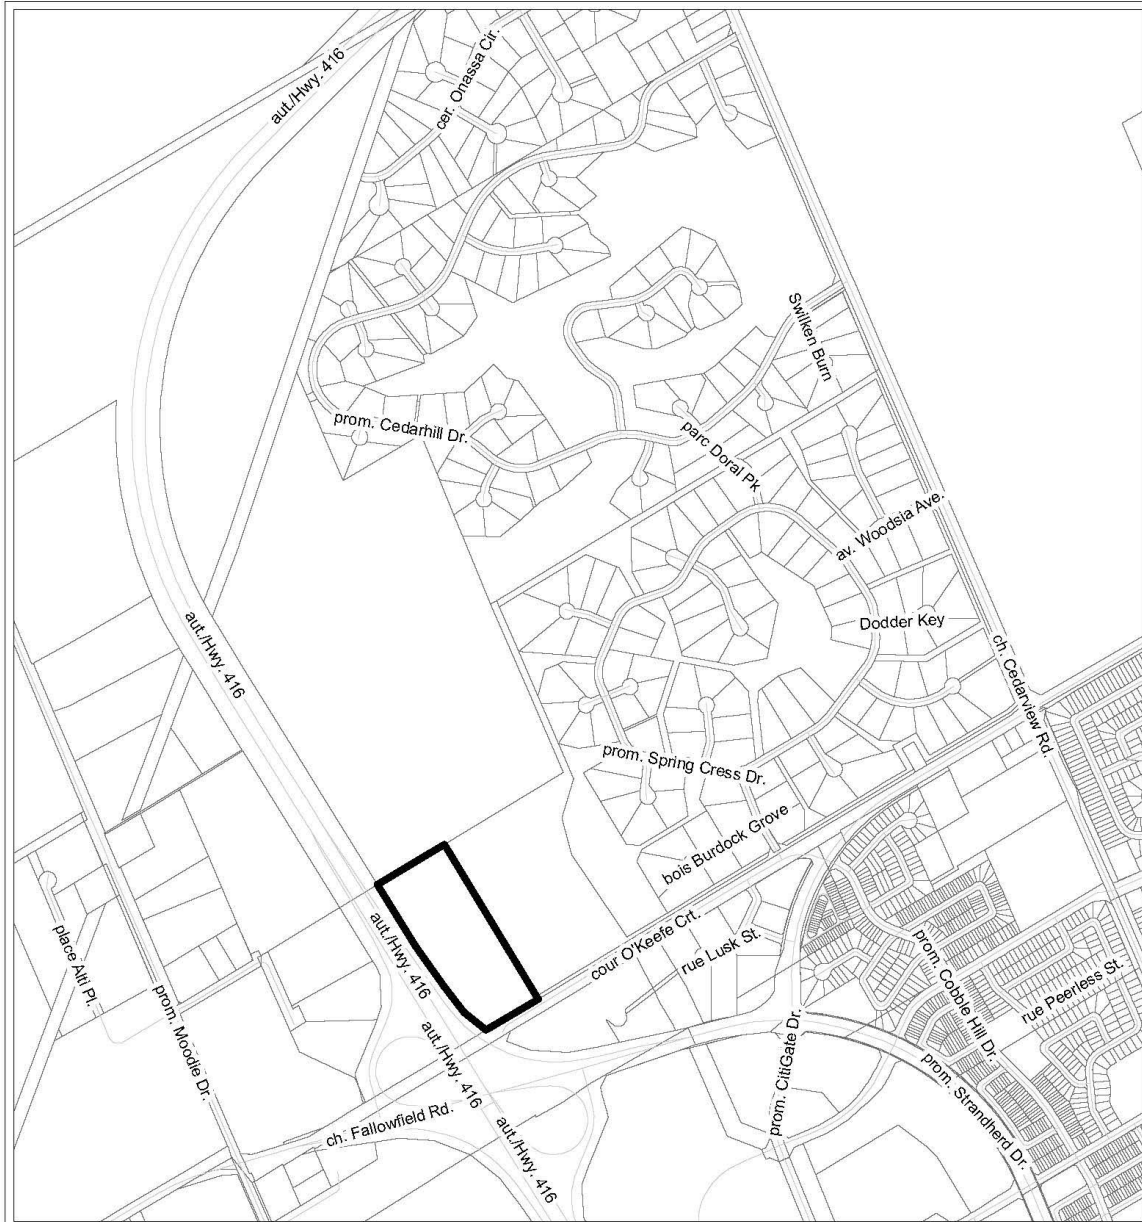 cer. Onassa Cir.
aut./Hwy. 416
Swilken Burn
prom. Cedarhill Dr.
parc Doral Pk
av. Woodsia Ave.
Dodder Key
aut./Hwy. 416
ch. Cedarview Rd.
prom. Spring Cress Dr.
bois Burdock Grove
aut./Hwy. 416
cour O'Keefe Crt.
rue Lusk St.
place Alti Pl.
prom. Moodie Dr.
prom. Cobble Hill Dr.
rue Peerless St.
aut./Hwy. 416
prom. CitiGate Dr.
ch. Fallowfield Rd.
prom. Strandherd Dr.
aut./Hwy. 416